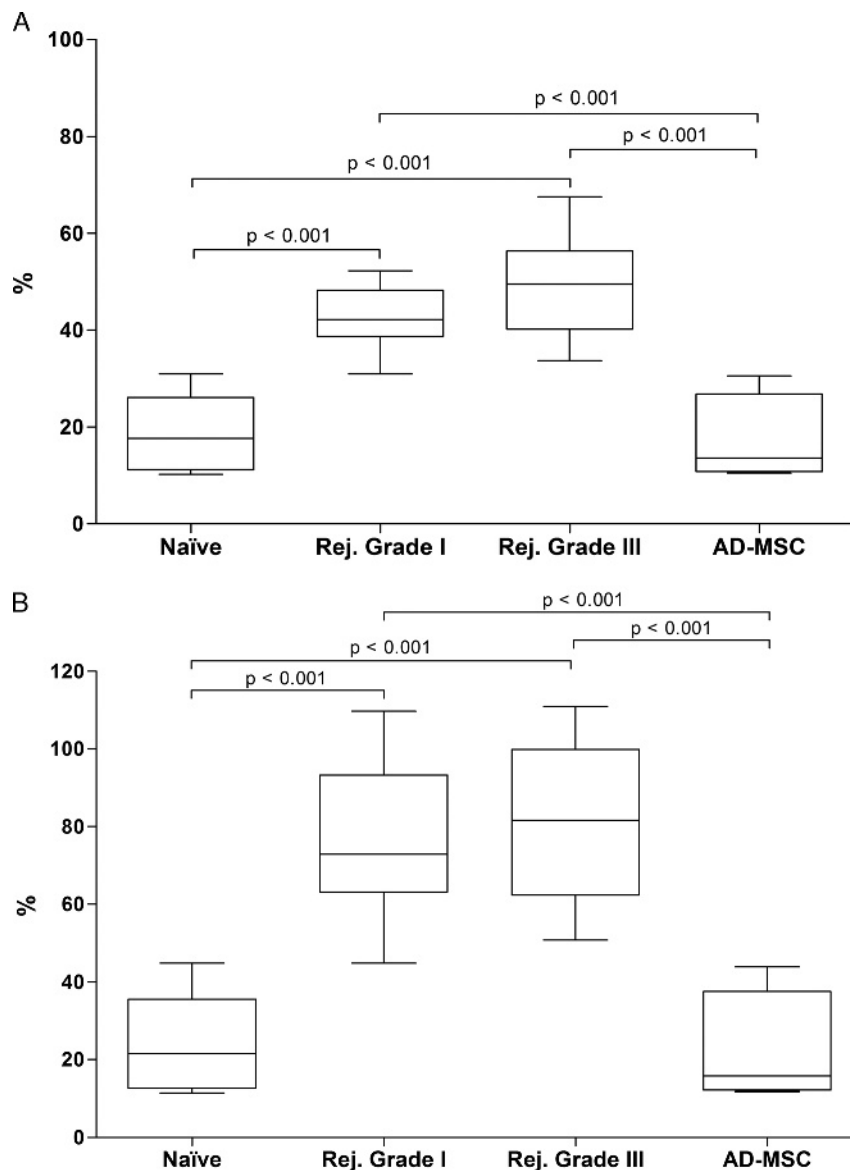 A
100
p < 0.001
80
p < 0.001
p < 0.001
60
p < 0.001
%
40
20
0
Naïve Rej. Grade I Rej. Grade III AD-MSC
B
p < 0.001
p < 0.001
p < 0.001
120
p < 0.001
100
80
60
%
40
20
0
Naïve Rej. Grade I Rej. Grade III AD-MSC